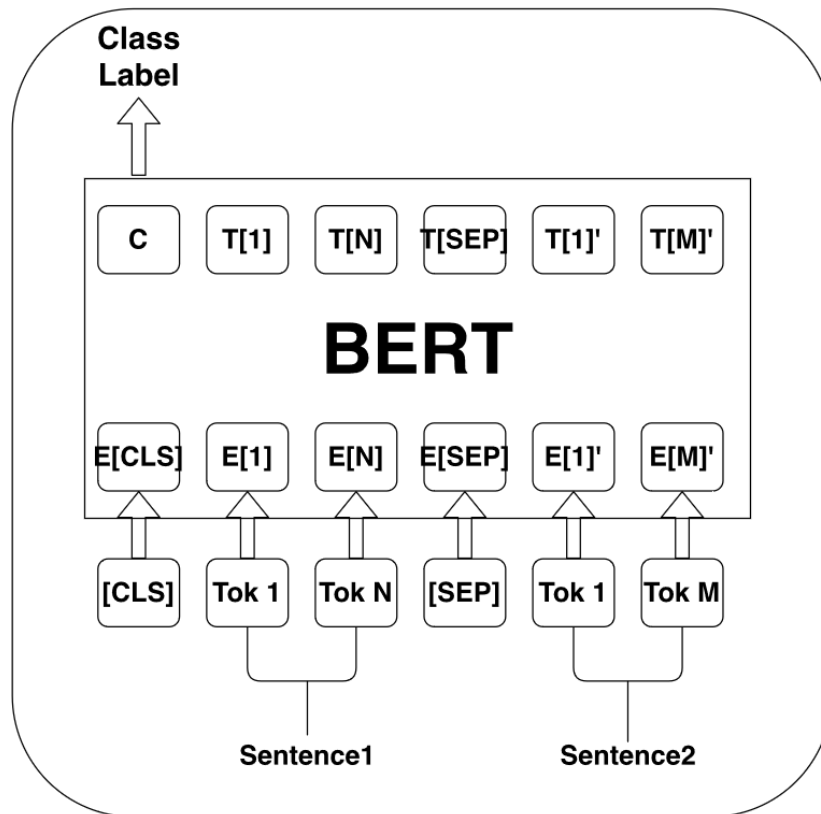 Class
Label
C T[1] T[N] T[SEP] T[1]' T[M]'
BERT
E[CLS] E[1] E[N] E[SEP] E[1]' E[M]'
[CLS] Tok 1 Tok N [SEP] Tok 1 Tok M
Sentence1 Sentence2